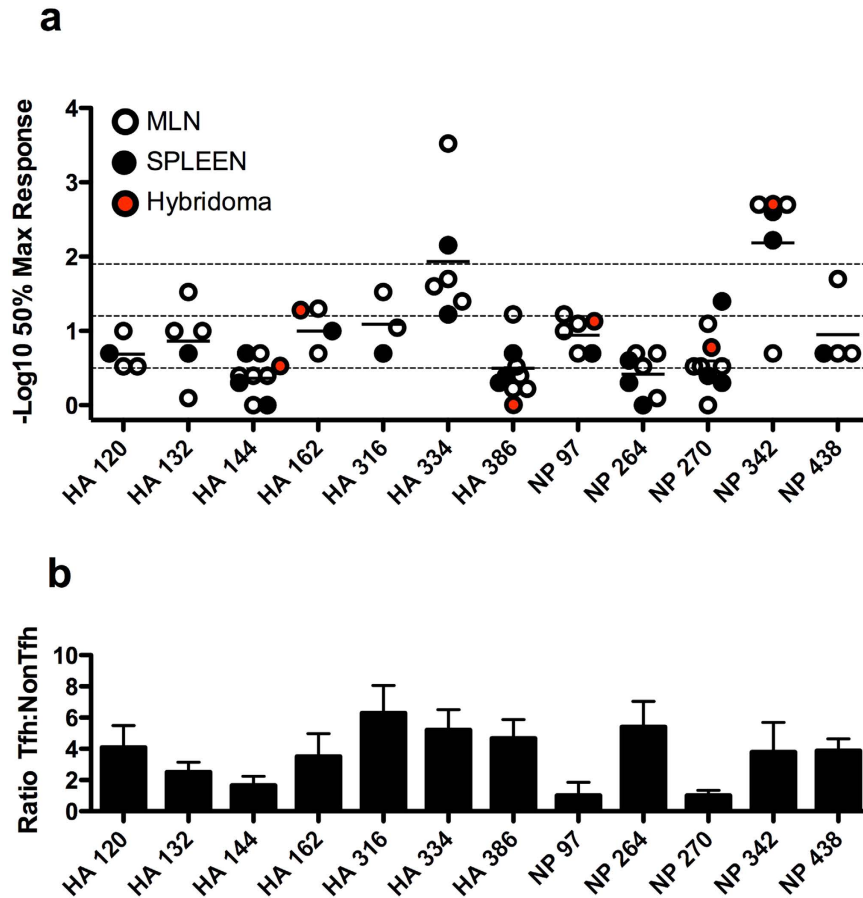 a
-Log10 50% Max Response
4
3
2
1
0
MLN
SPLEEN
Hybridoma
HA 120
HA 132
HA 144
HA 162
HA 316
HA 334
HA 386
NP 97
NP 264
NP 270
NP 342
NP 438
b
Ratio Tfh:NonTfh
10
8
6
4
2
0
HA 120
HA 132
HA 144
HA 162
HA 316
HA 334
HA 386
NP 97
NP 264
NP 270
NP 342
NP 438